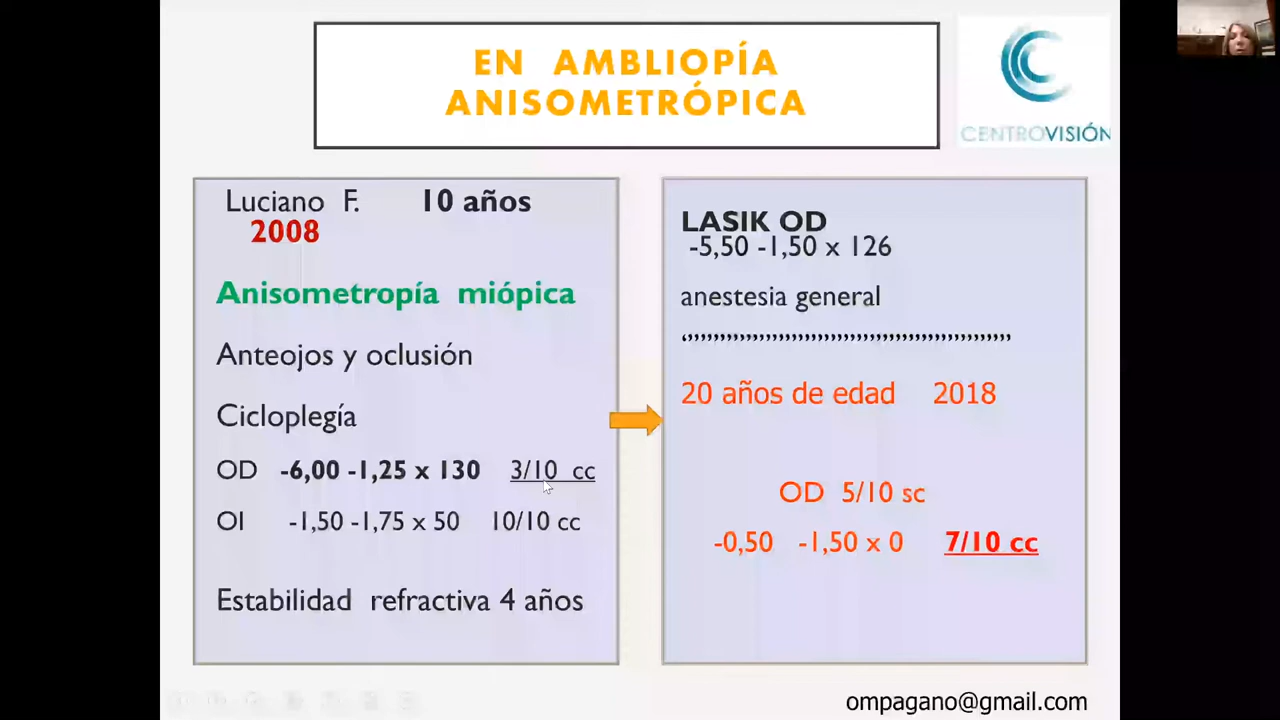 EN AMBLIOPÍA
ANISOMETRÓPICA
CENTROVISIÓN
Luciano F. 10 años
2008
Anisometropía miópica
Anteojos y oclusión
Cicloplegía
OD -6,00 -1,25 x 130 3/10 cc
OI -1,50 -1,75 x 50 10/10 cc
Estabilidad refractiva 4 años
LASIK OD
-5,50 -1,50 x 126
anestesia general
20 años de edad 2018
OD 5/10 sc
-0,50 -1,50 x 0 7/10 cc
ompagano@gmail.com